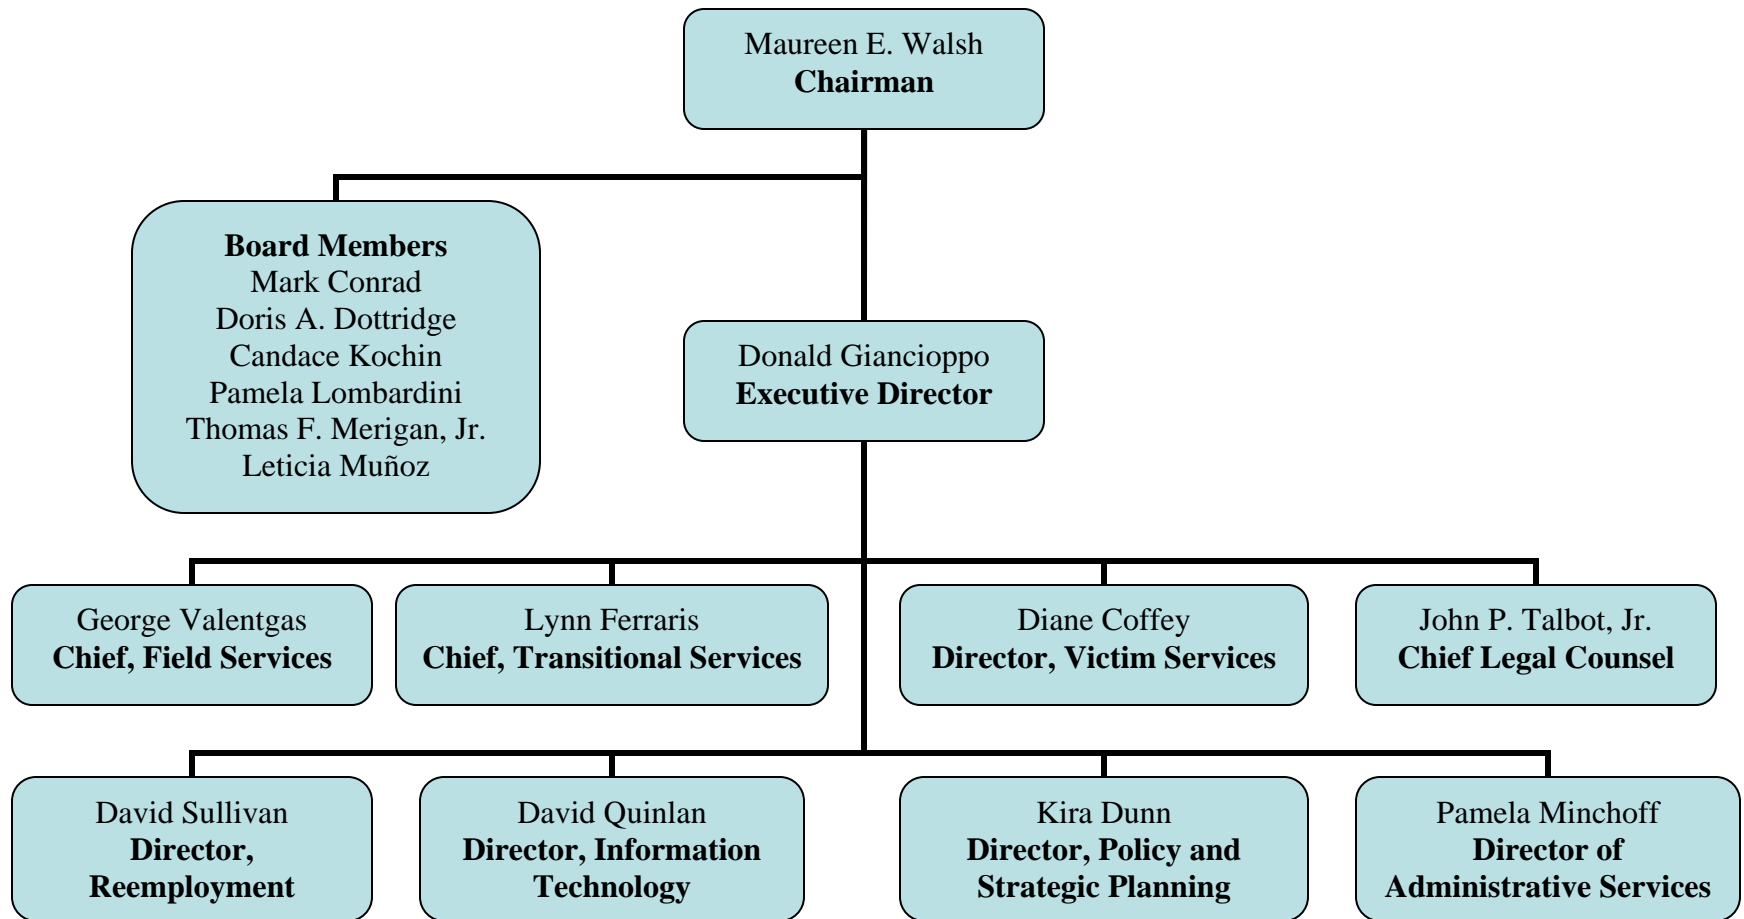 Maureen E. Walsh
Chairman
Board Members
Mark Conrad
Doris A. Dottridge
Candace Kochin
Pamela Lombardini
Thomas F. Merigan, Jr.
Leticia Muñoz
Donald Giancioppo
Executive Director
George Valentgas
Chief, Field Services
Lynn Ferraris
Chief, Transitional Services
Diane Coffey
Director, Victim Services
John P. Talbot, Jr.
Chief Legal Counsel
David Sullivan
Director,
Reemployment
David Quinlan
Director, Information
Technology
Kira Dunn
Director, Policy and
Strategic Planning
Pamela Minchoff
Director of
Administrative Services